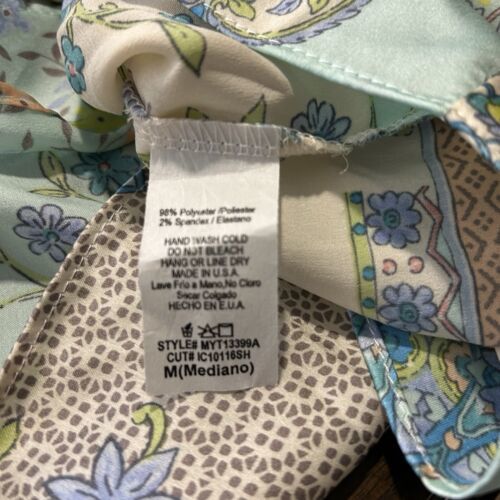 98% Polyester /Poliester
2% Spandex / Elastano
HAND WASH COLD
DO NOT BLEACH
HANG OR LINE DRY
MADE IN U.S.A.
Lave Frio a Mano,No Cloro
Sacar Colgado
HECHO EN E.U.A.
STYLE# MYT13399A
CUT# IC10116SH
M(Mediano)